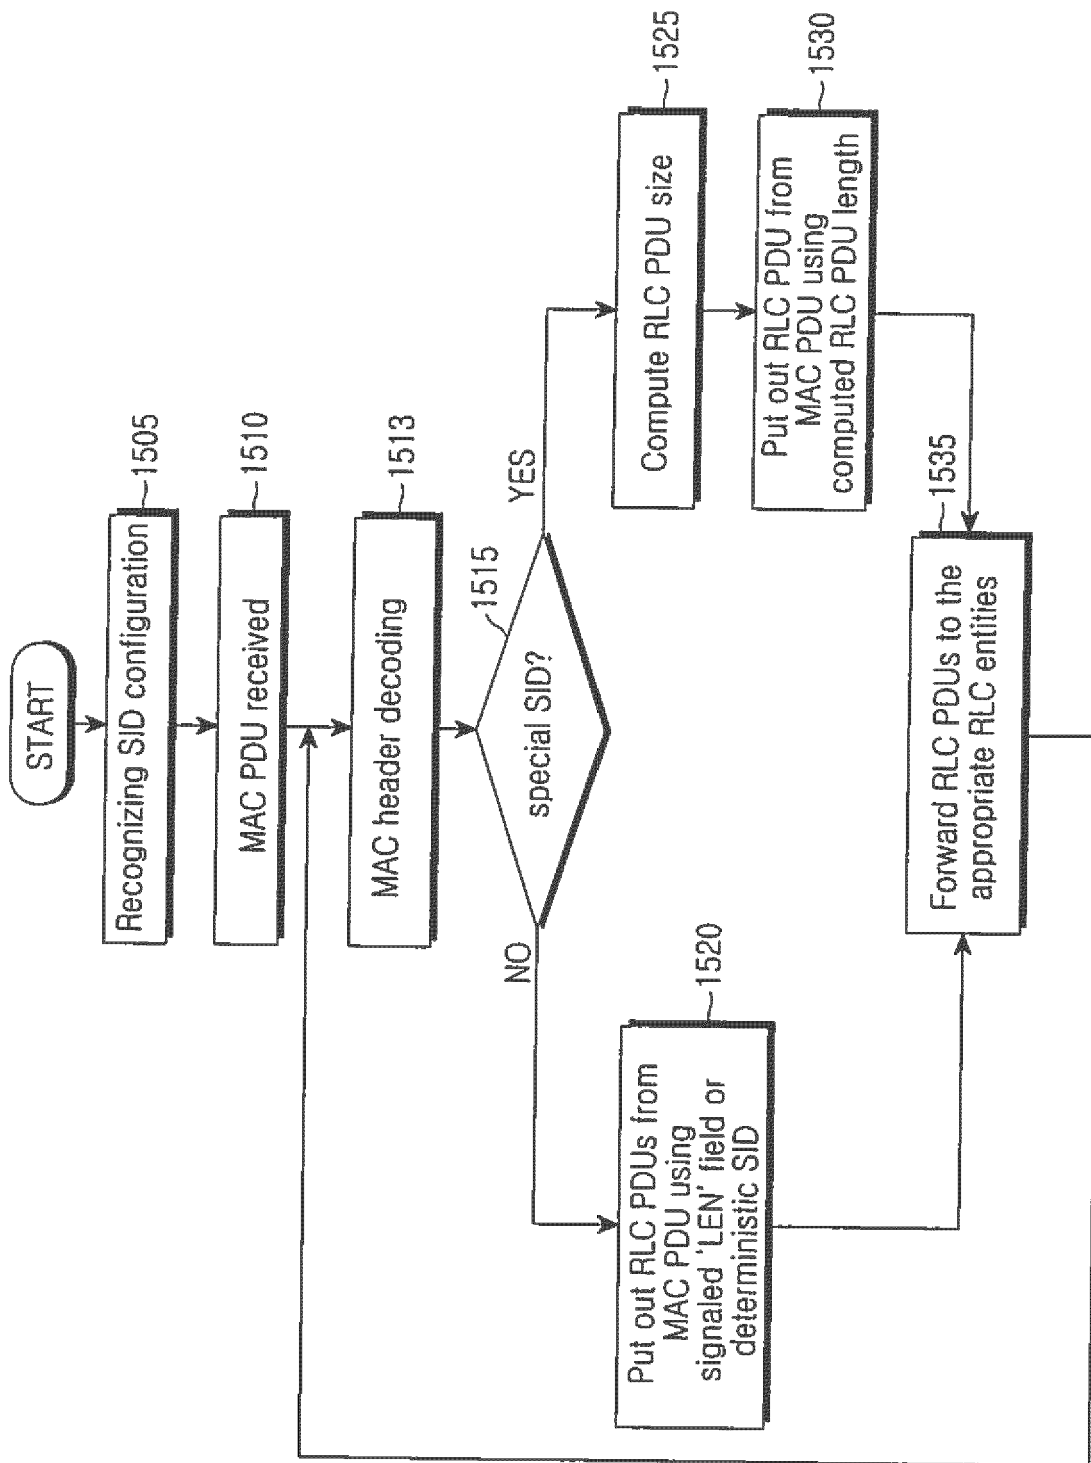 START
Recognizing SID configuration
1505
MAC PDU received
1510
MAC header decoding
1513
special SID?
1515
NO
YES
Put out RLC PDUs from
MAC PDU using
signaled 'LEN' field or
deterministic SID
1520
Compute RLC PDU size
1525
Put out RLC PDU from
MAC PDU using
computed RLC PDU length
1530
Forward RLC PDUs to the
appropriate RLC entities
1535